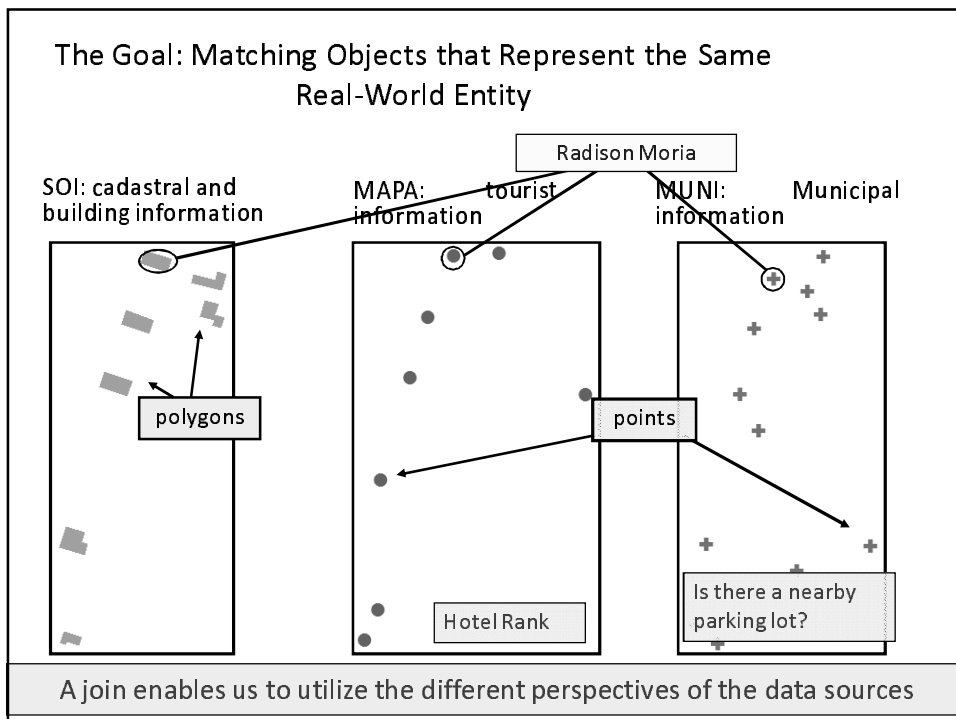 The Goal: Matching Objects that Represent the Same
Real-World Entity
Radison Moria
SOI: cadastral and
building information
MAPA: tourist
information
MUNI: Municipal
information
polygons
points
Hotel Rank
Is there a nearby
parking lot?
A join enables us to utilize the different perspectives of the data sources